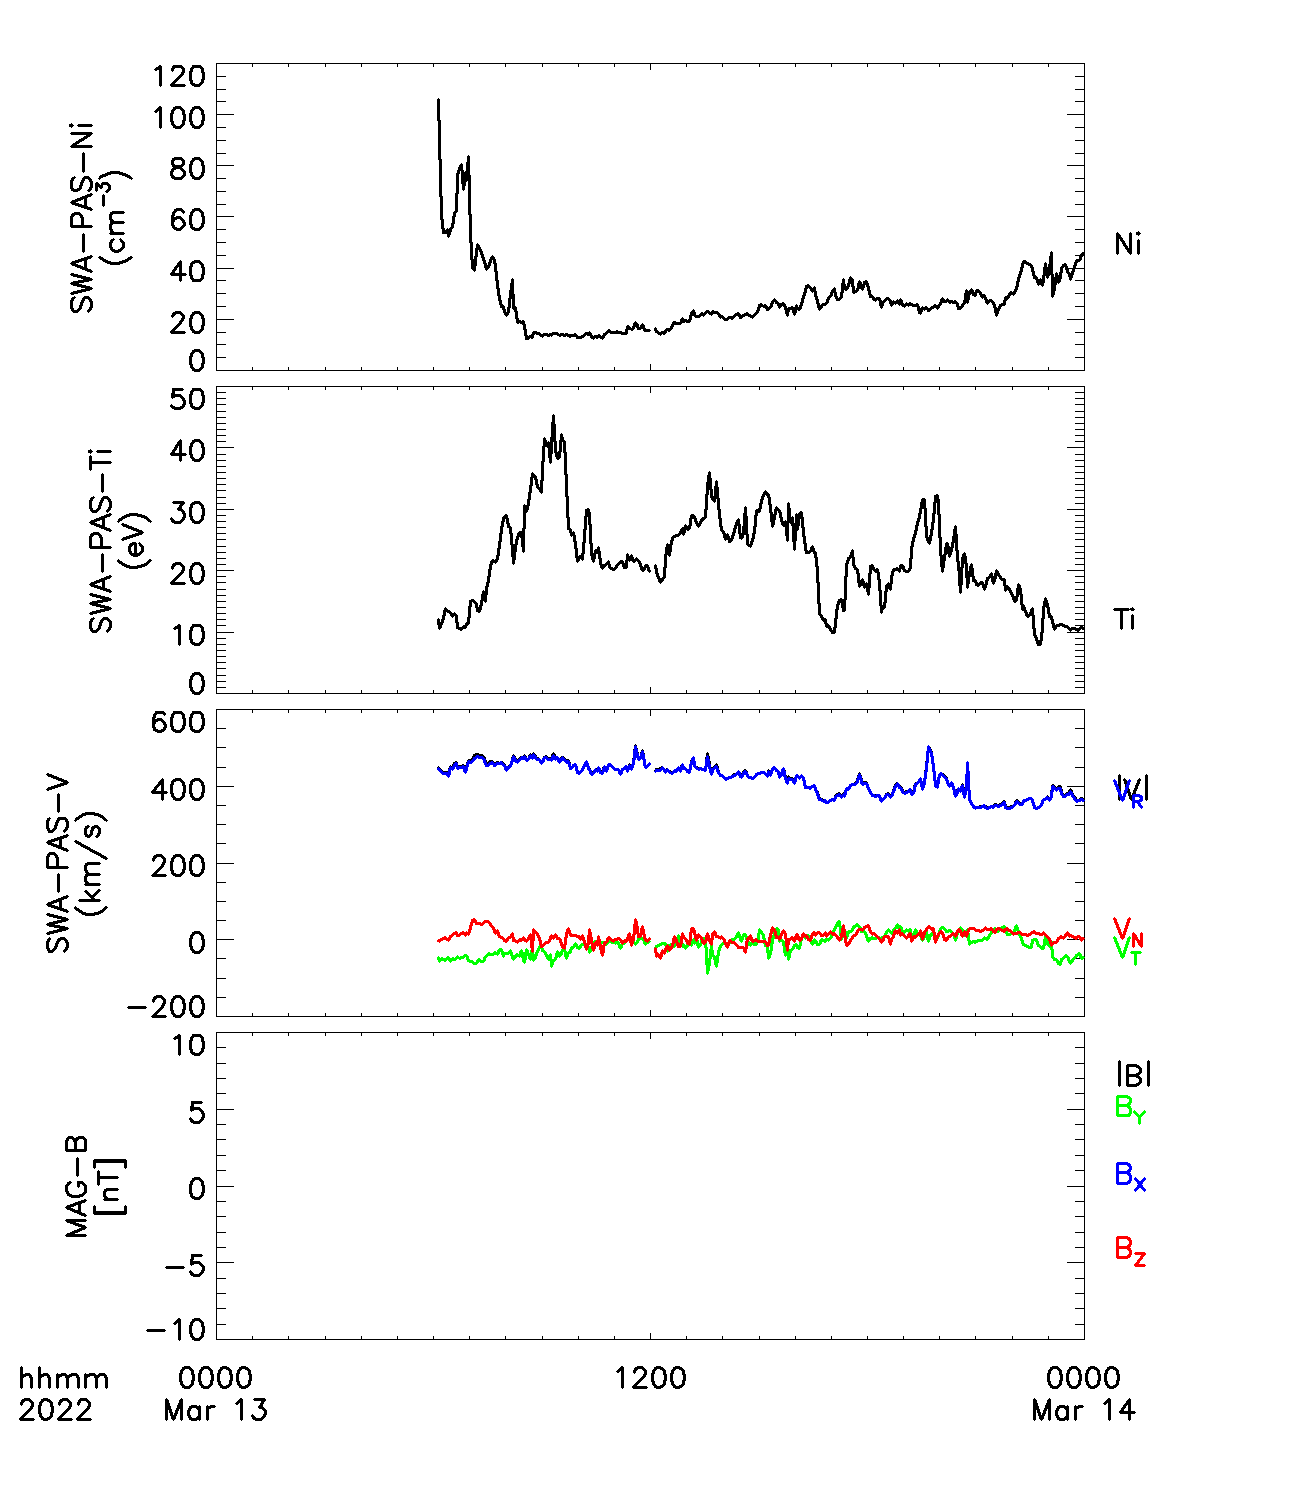 SWA−PAS−Ni
(cm⁻³)
120
100
80
60
40
20
0
Ni
SWA−PAS−Ti
(eV)
50
40
30
20
10
0
Ti
SWA−PAS−V
(km/s)
600
400
200
0
−200
|V|
V_R
V_N
V_T
MAG−B
[nT]
10
5
0
−5
−10
|B|
B_Y
B_X
B_Z
hhmm 0000 1200 0000
2022 Mar 13 Mar 14